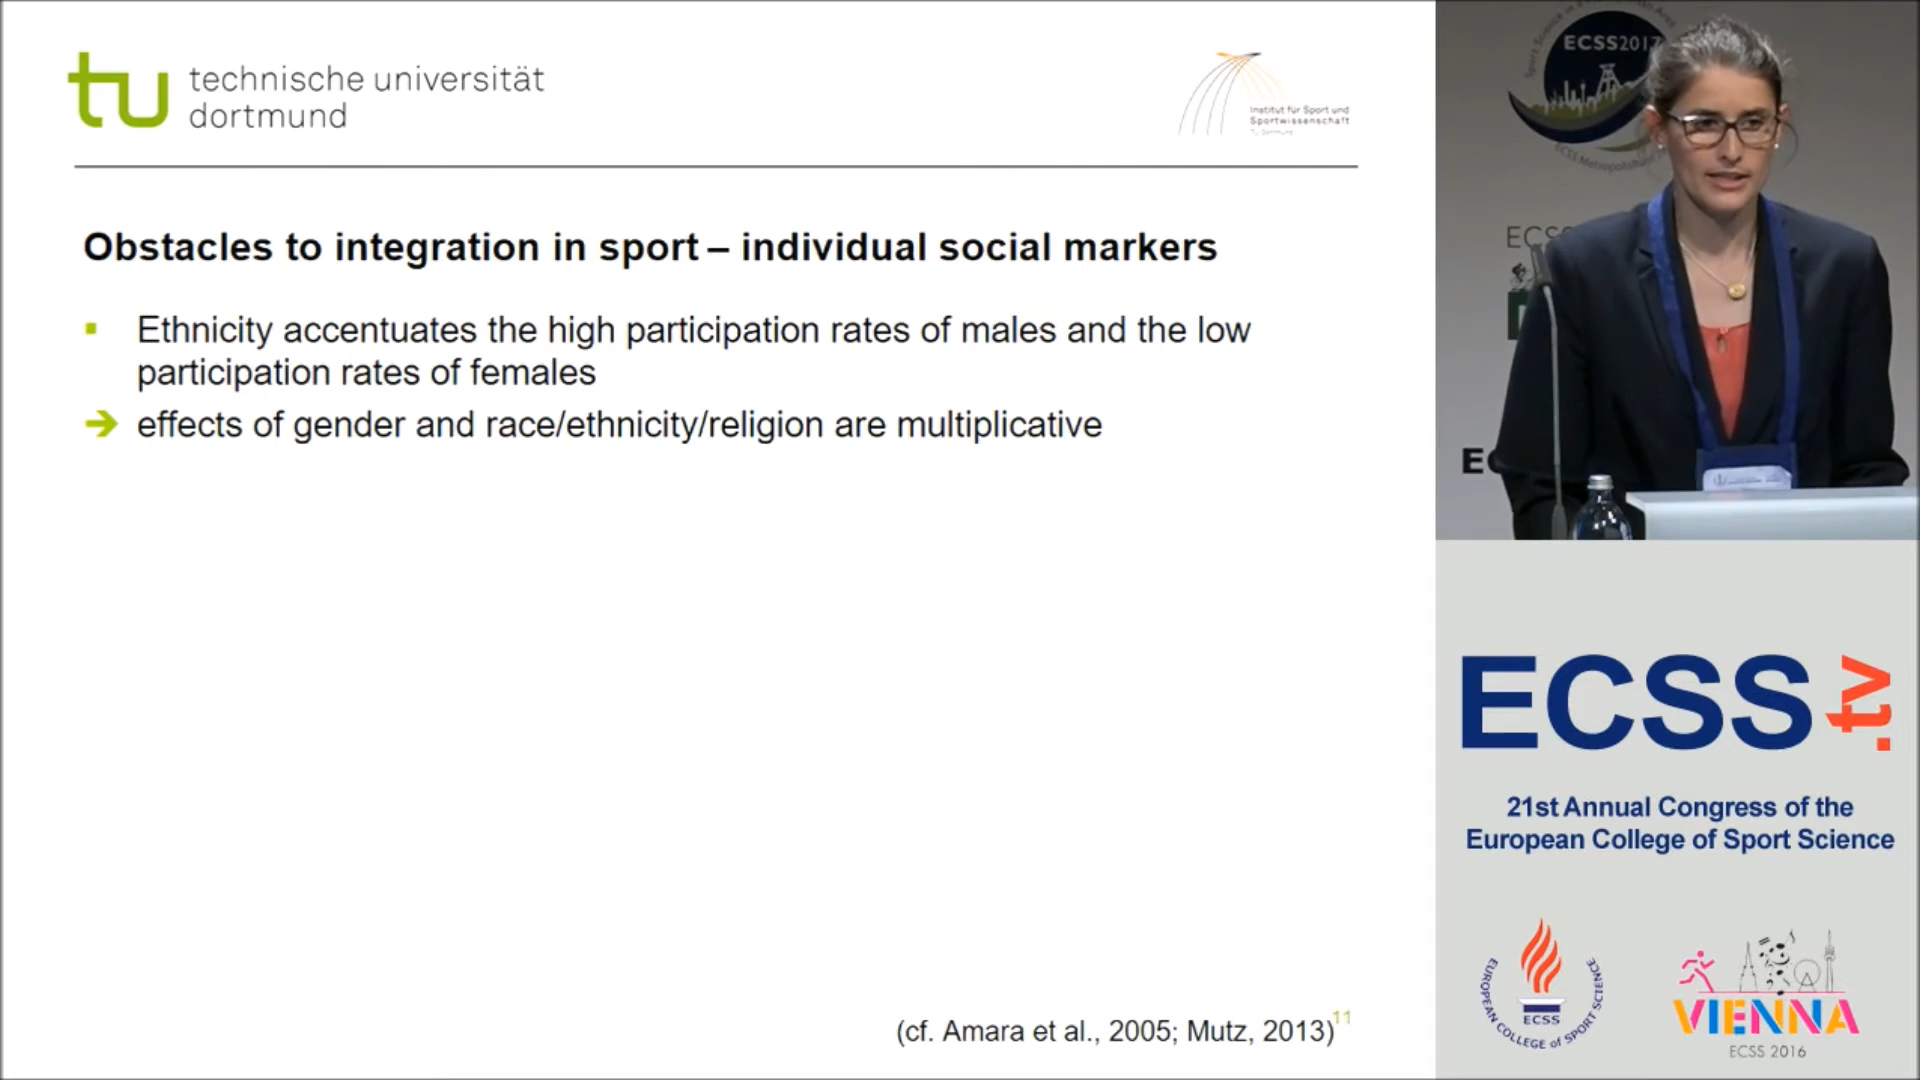 technische universität
dortmund
Institut für Sport und
Sportwissenschaft
TU Dortmund
Obstacles to integration in sport – individual social markers
Ethnicity accentuates the high participation rates of males and the low
participation rates of females
effects of gender and race/ethnicity/religion are multiplicative
(cf. Amara et al., 2005; Mutz, 2013)
11
ECSS2017
ECSS
ECSS.tv
21st Annual Congress of the
European College of Sport Science
EUROPEAN COLLEGE of SPORT SCIENCE
ECSS
VIENNA
ECSS 2016